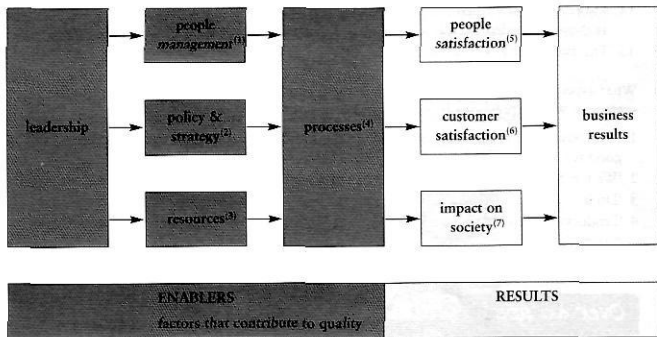 people
management(1)
people
satisfaction(5)
leadership
policy &
strategy(2)
processes(4)
customer
satisfaction(6)
business
results
resources(3)
impact on
society(7)
ENABLERS
RESULTS
factors that contribute to quality